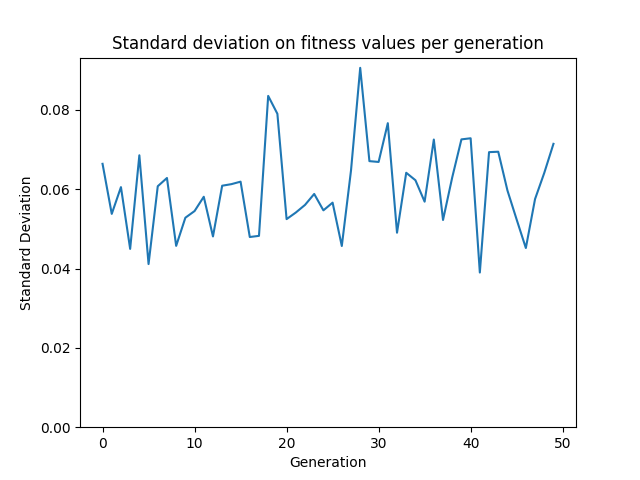 Standard deviation on fitness values per generation
0.08
0.06
0.04
0.02
0.00
Standard Deviation
0 10 20 30 40 50
Generation